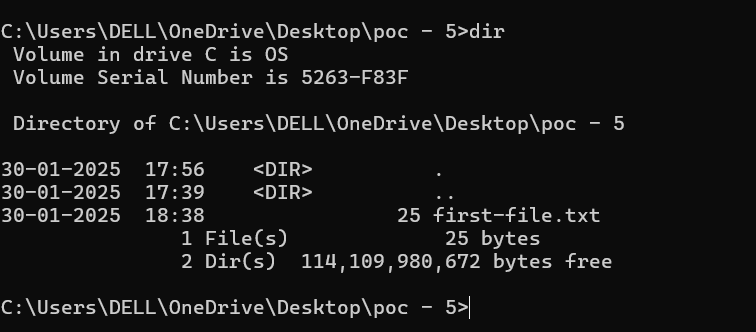 C:\Users\DELL\OneDrive\Desktop\poc - 5>dir
 Volume in drive C is OS
 Volume Serial Number is 5263-F83F

 Directory of C:\Users\DELL\OneDrive\Desktop\poc - 5

30-01-2025  17:56    <DIR>          .
30-01-2025  17:39    <DIR>          ..
30-01-2025  18:38                25 first-file.txt
               1 File(s)             25 bytes
               2 Dir(s)  114,109,980,672 bytes free

C:\Users\DELL\OneDrive\Desktop\poc - 5>